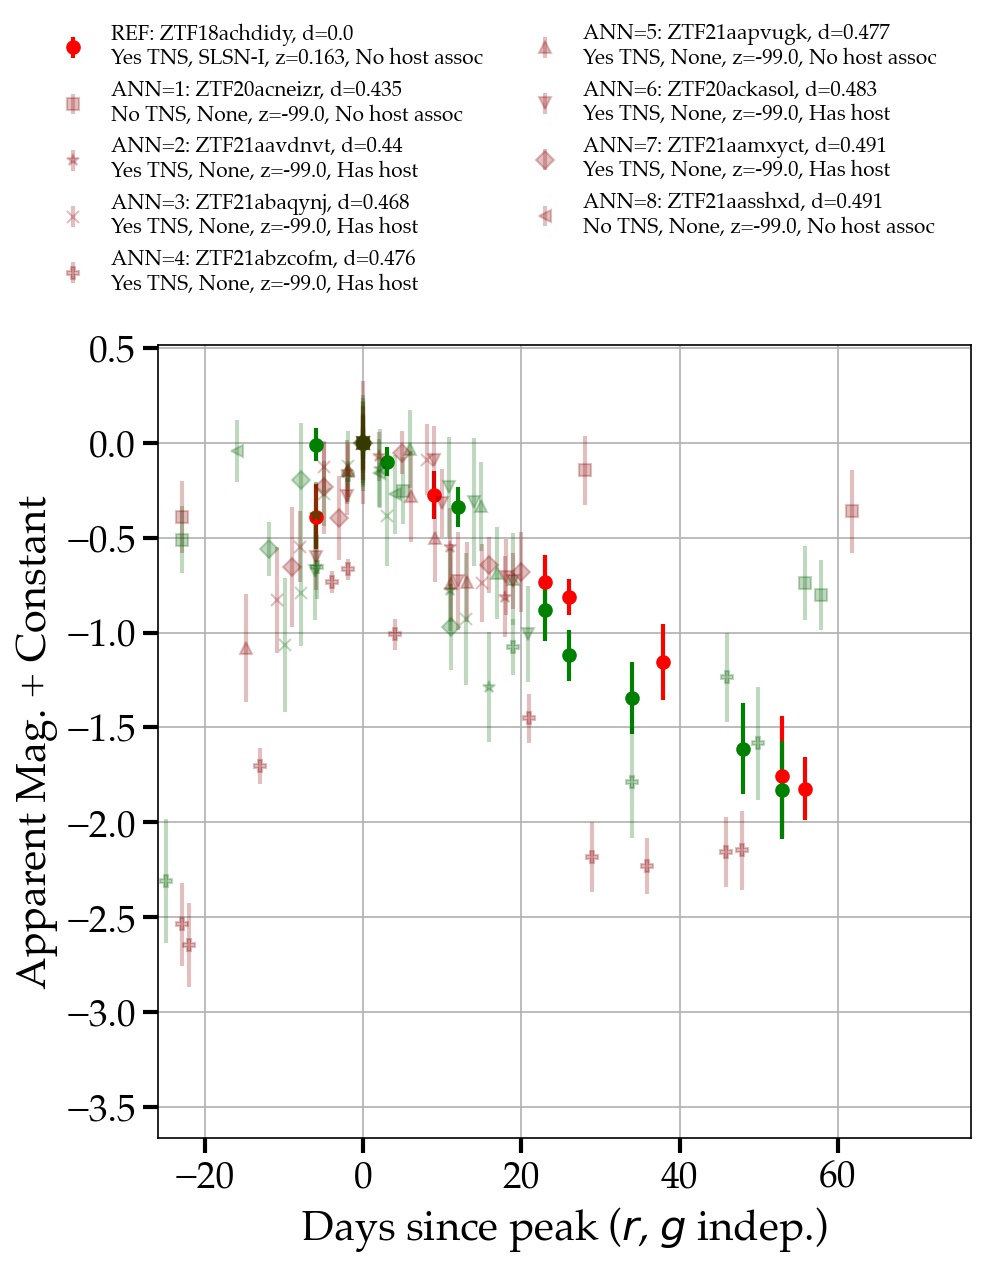 REF: ZTF18achdidy, d=0.0
Yes TNS, SLSN-I, z=0.163, No host assoc
ANN=1: ZTF20acneizr, d=0.435
No TNS, None, z=-99.0, No host assoc
ANN=2: ZTF21aavdnvt, d=0.44
Yes TNS, None, z=-99.0, Has host
ANN=3: ZTF21abaqynj, d=0.468
Yes TNS, None, z=-99.0, Has host
ANN=4: ZTF21abzcofm, d=0.476
Yes TNS, None, z=-99.0, Has host
ANN=5: ZTF21aapvugk, d=0.477
Yes TNS, None, z=-99.0, No host assoc
ANN=6: ZTF20ackasol, d=0.483
Yes TNS, None, z=-99.0, Has host
ANN=7: ZTF21aamxyct, d=0.491
Yes TNS, None, z=-99.0, Has host
ANN=8: ZTF21aasshxd, d=0.491
No TNS, None, z=-99.0, No host assoc
Apparent Mag. + Constant
0.5
0.0
−0.5
−1.0
−1.5
−2.0
−2.5
−3.0
−3.5
−20 0 20 40 60
Days since peak (r, g indep.)